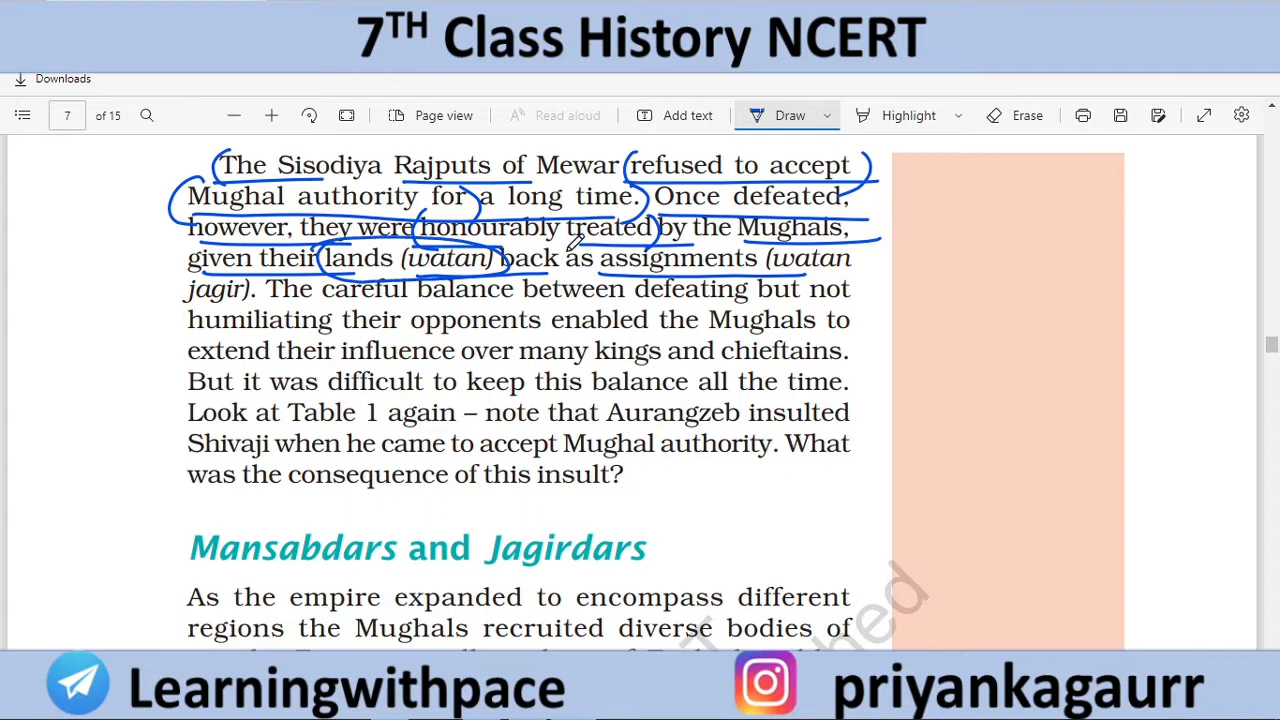 7TH Class History NCERT
Downloads
7 of 15 Page view Read aloud Add text Draw Highlight Erase
The Sisodiya Rajputs of Mewar refused to accept
Mughal authority for a long time. Once defeated,
however, they were honourably treated by the Mughals,
given their lands (watan) back as assignments (watan
jagir). The careful balance between defeating but not
humiliating their opponents enabled the Mughals to
extend their influence over many kings and chieftains.
But it was difficult to keep this balance all the time.
Look at Table 1 again – note that Aurangzeb insulted
Shivaji when he came to accept Mughal authority. What
was the consequence of this insult?
Mansabdars and Jagirdars
As the empire expanded to encompass different
regions the Mughals recruited diverse bodies of
Learningwithpace priyankagaurr